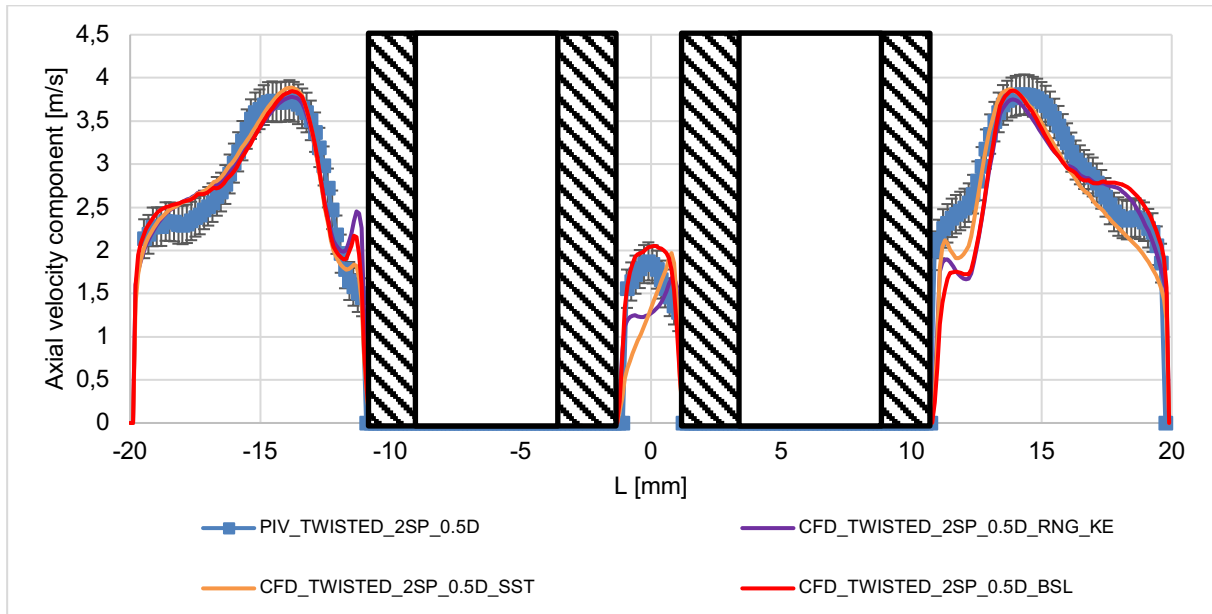 4,5
4
3,5
3
2,5
2
1,5
1
0,5
0
Axial velocity component [m/s]
-20 -15 -10 -5 0 5 10 15 20
L [mm]
PIV_TWISTED_2SP_0.5D CFD_TWISTED_2SP_0.5D_RNG_KE
CFD_TWISTED_2SP_0.5D_SST CFD_TWISTED_2SP_0.5D_BSL